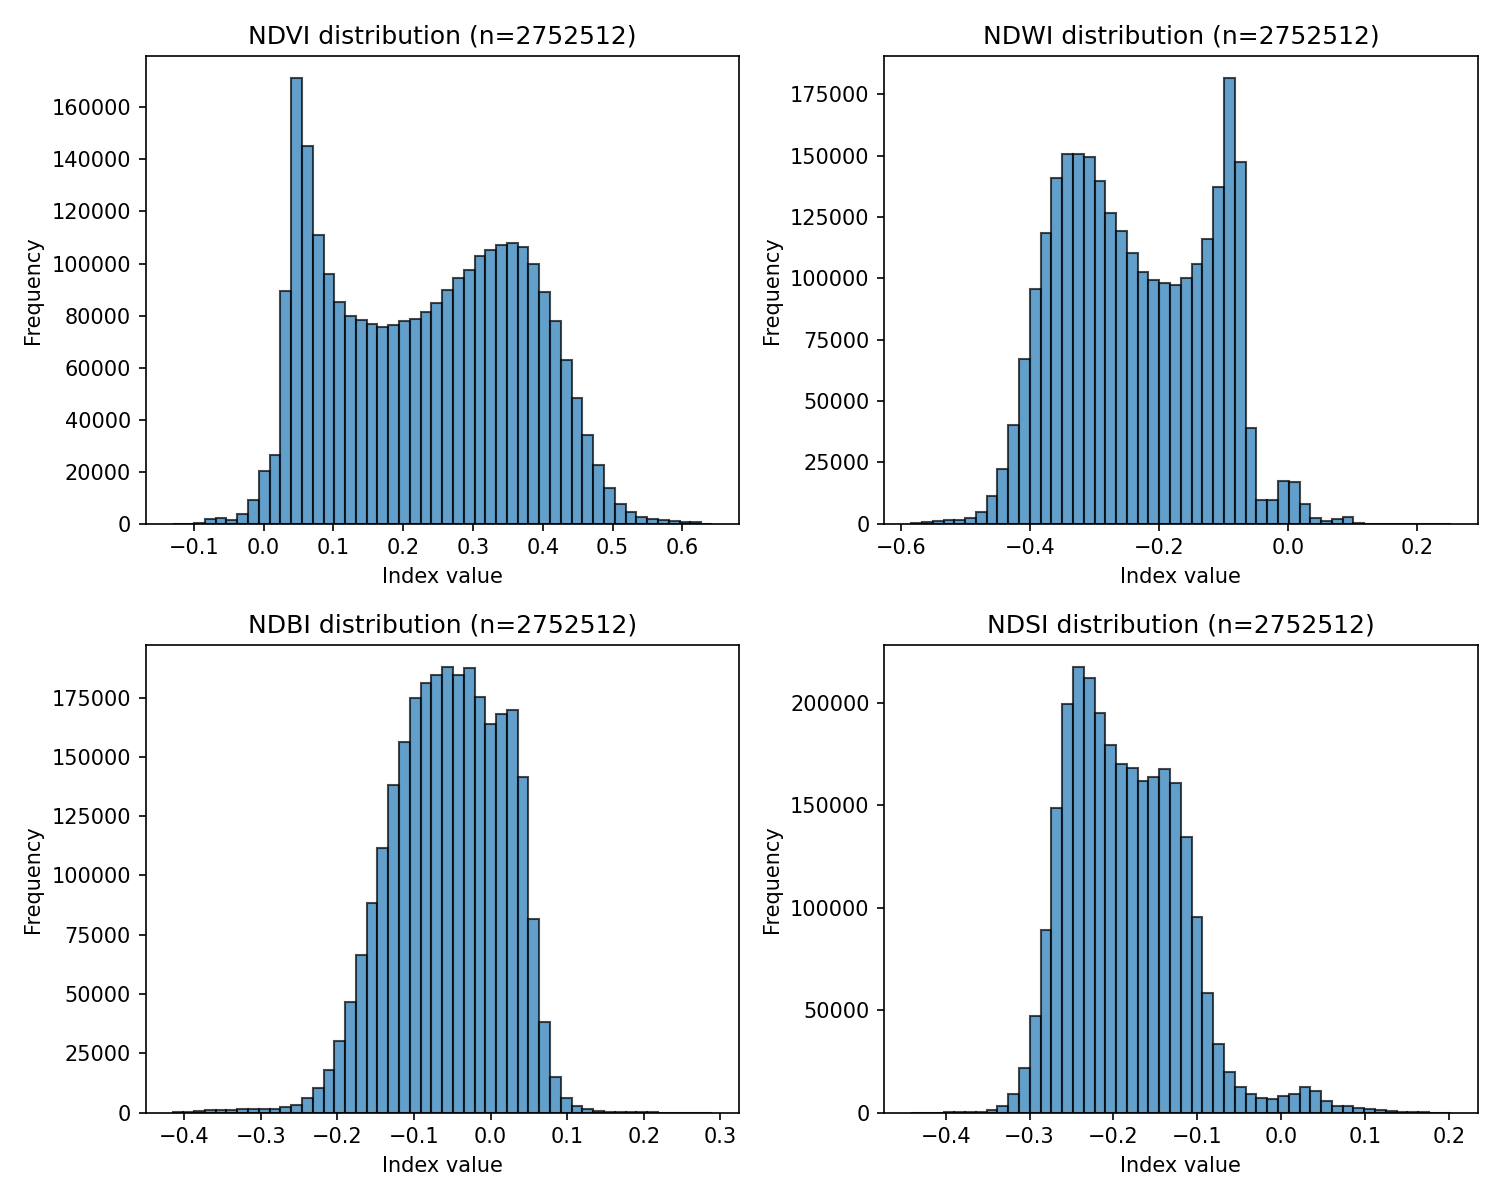 NDVI distribution (n=2752512)
Frequency
160000
140000
120000
100000
80000
60000
40000
20000
0
−0.1 0.0 0.1 0.2 0.3 0.4 0.5 0.6
Index value
NDWI distribution (n=2752512)
Frequency
175000
150000
125000
100000
75000
50000
25000
0
−0.6 −0.4 −0.2 0.0 0.2
Index value
NDBI distribution (n=2752512)
Frequency
175000
150000
125000
100000
75000
50000
25000
0
−0.4 −0.3 −0.2 −0.1 0.0 0.1 0.2 0.3
Index value
NDSI distribution (n=2752512)
Frequency
200000
150000
100000
50000
0
−0.4 −0.3 −0.2 −0.1 0.0 0.1 0.2
Index value